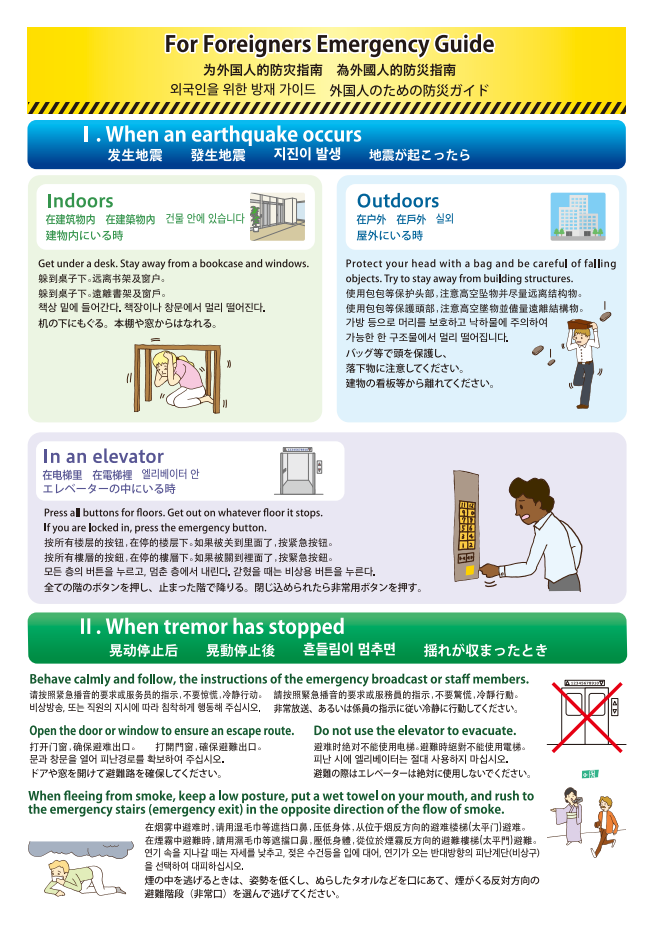 For Foreigners Emergency Guide
为外国人的防灾指南 為外國人的防災指南
외국인을 위한 방재 가이드 外国人のための防災ガイド
I. When an earthquake occurs
发生地震 發生地震 지진이 발생 地震が起こったら
Indoors
在建筑物内 在建築物内 건물 안에 있습니다
建物内にいる時
Get under a desk. Stay away from a bookcase and windows.
躲到桌子下。远离书架及窗户。
躲到桌子下。遠離書架及窗戶。
책상 밑에 들어간다. 책장이나 창문에서 멀리 떨어진다.
机の下にもぐる。本棚や窓からはなれる。
Outdoors
在户外 在戶外 실외
屋外にいる時
Protect your head with a bag and be careful of falling
objects. Try to stay away from building structures.
使用包包等保护头部,注意高空坠物并尽量远离结构物。
使用包包等保護頭部,注意高空墜物並儘量遠離結構物。
가방 등으로 머리를 보호하고 낙하물에 주의하여
가능한 한 구조물에서 멀리 떨어집니다.
バッグ等で頭を保護し、
落下物に注意してください。
建物の看板等から離れてください。
In an elevator
在电梯里 在電梯裡 엘리베이터 안
エレベーターの中にいる時
Press all buttons for floors. Get out on whatever floor it stops.
If you are locked in, press the emergency button.
按所有楼层的按钮,在停的楼层下。如果被关到里面了,按紧急按钮。
按所有樓層的按鈕,在停的樓層下。如果被關到裡面了,按緊急按鈕。
모든 층의 버튼을 누르고, 멈춘 층에서 내린다. 갇혔을 때는 비상용 버튼을 누른다.
全ての階のボタンを押し、止まった階で降りる。閉じ込められたら非常用ボタンを押す。
II. When tremor has stopped
晃动停止后 晃動停止後 흔들림이 멈추면 揺れが収まったとき
Behave calmly and follow, the instructions of the emergency broadcast or staff members.
请按照紧急播音的要求或服务员的指示,不要惊慌,冷静行动。 請按照緊急播音的要求或服務員的指示,不要驚慌,冷靜行動。
비상방송, 또는 직원의 지시에 따라 침착하게 행동해 주십시오. 非常放送、あるいは係員の指示に従い冷静に行動してください。
Open the door or window to ensure an escape route.
打开门窗,确保避难出口。 打開門窗,確保避難出口。
문과 창문을 열어 피난경로를 확보하여 주십시오.
ドアや窓を開けて避難路を確保してください。
Do not use the elevator to evacuate.
避难时绝对不能使用电梯。避難時絕對不能使用電梯。
피난 시에 엘리베이터는 절대 사용하지 마십시오.
避難の際はエレベーターは絶対に使用しないでください。
When fleeing from smoke, keep a low posture, put a wet towel on your mouth, and rush to
the emergency stairs (emergency exit) in the opposite direction of the flow of smoke.
在烟雾中避难时,请用湿毛巾等遮挡口鼻,压低身体,从位于烟反方向的避难楼梯(太平门)避难。
在煙霧中避難時,請用濕毛巾等遮擋口鼻,壓低身體,從位於煙霧反方向的避難樓梯(太平門)避難。
연기 속을 지나갈 때는 자세를 낮추고, 젖은 수건등을 입에 대어, 연기가 오는 반대방향의 피난계단(비상구)
을 선택하여 대피하십시오.
煙の中を逃げるときは、姿勢を低くし、ぬらしたタオルなどを口にあて、煙がくる反対方向の
避難階段（非常口）を選んで逃げてください。